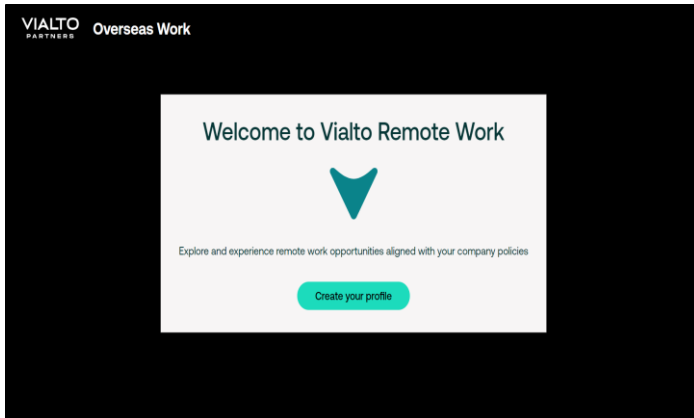 VIALTO
PARTNERS
Overseas Work
Welcome to Vialto Remote Work
Explore and experience remote work opportunities aligned with your company policies
Create your profile